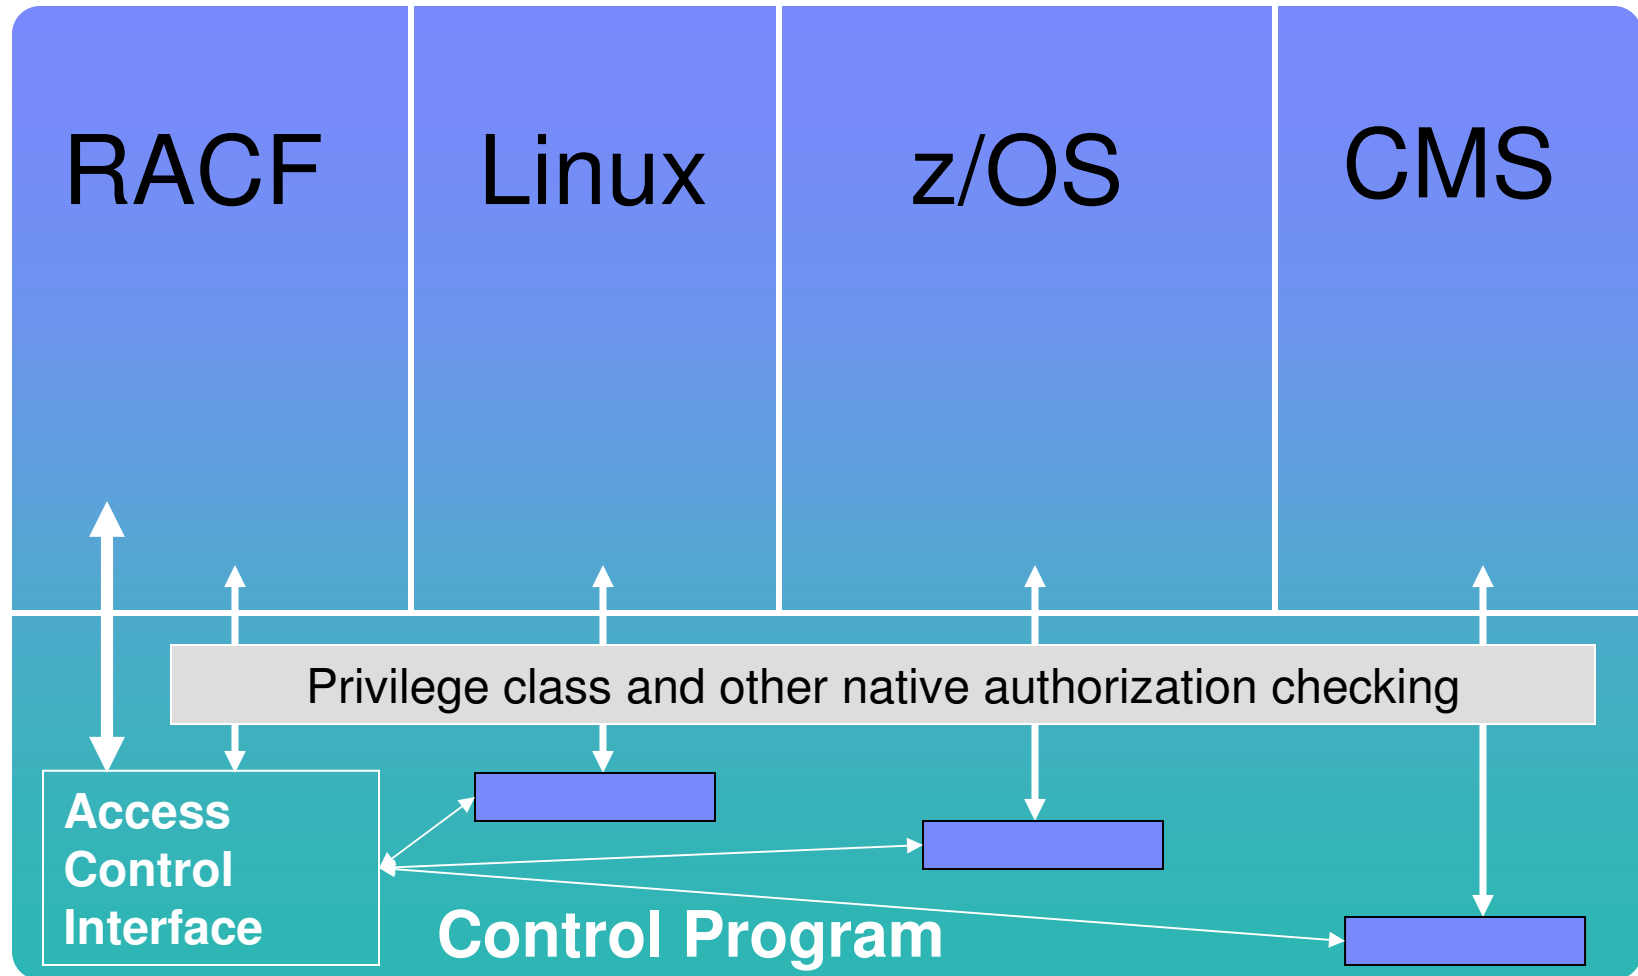 RACF
Linux
z/OS
CMS
Privilege class and other native authorization checking
Access
Control
Interface
Control Program